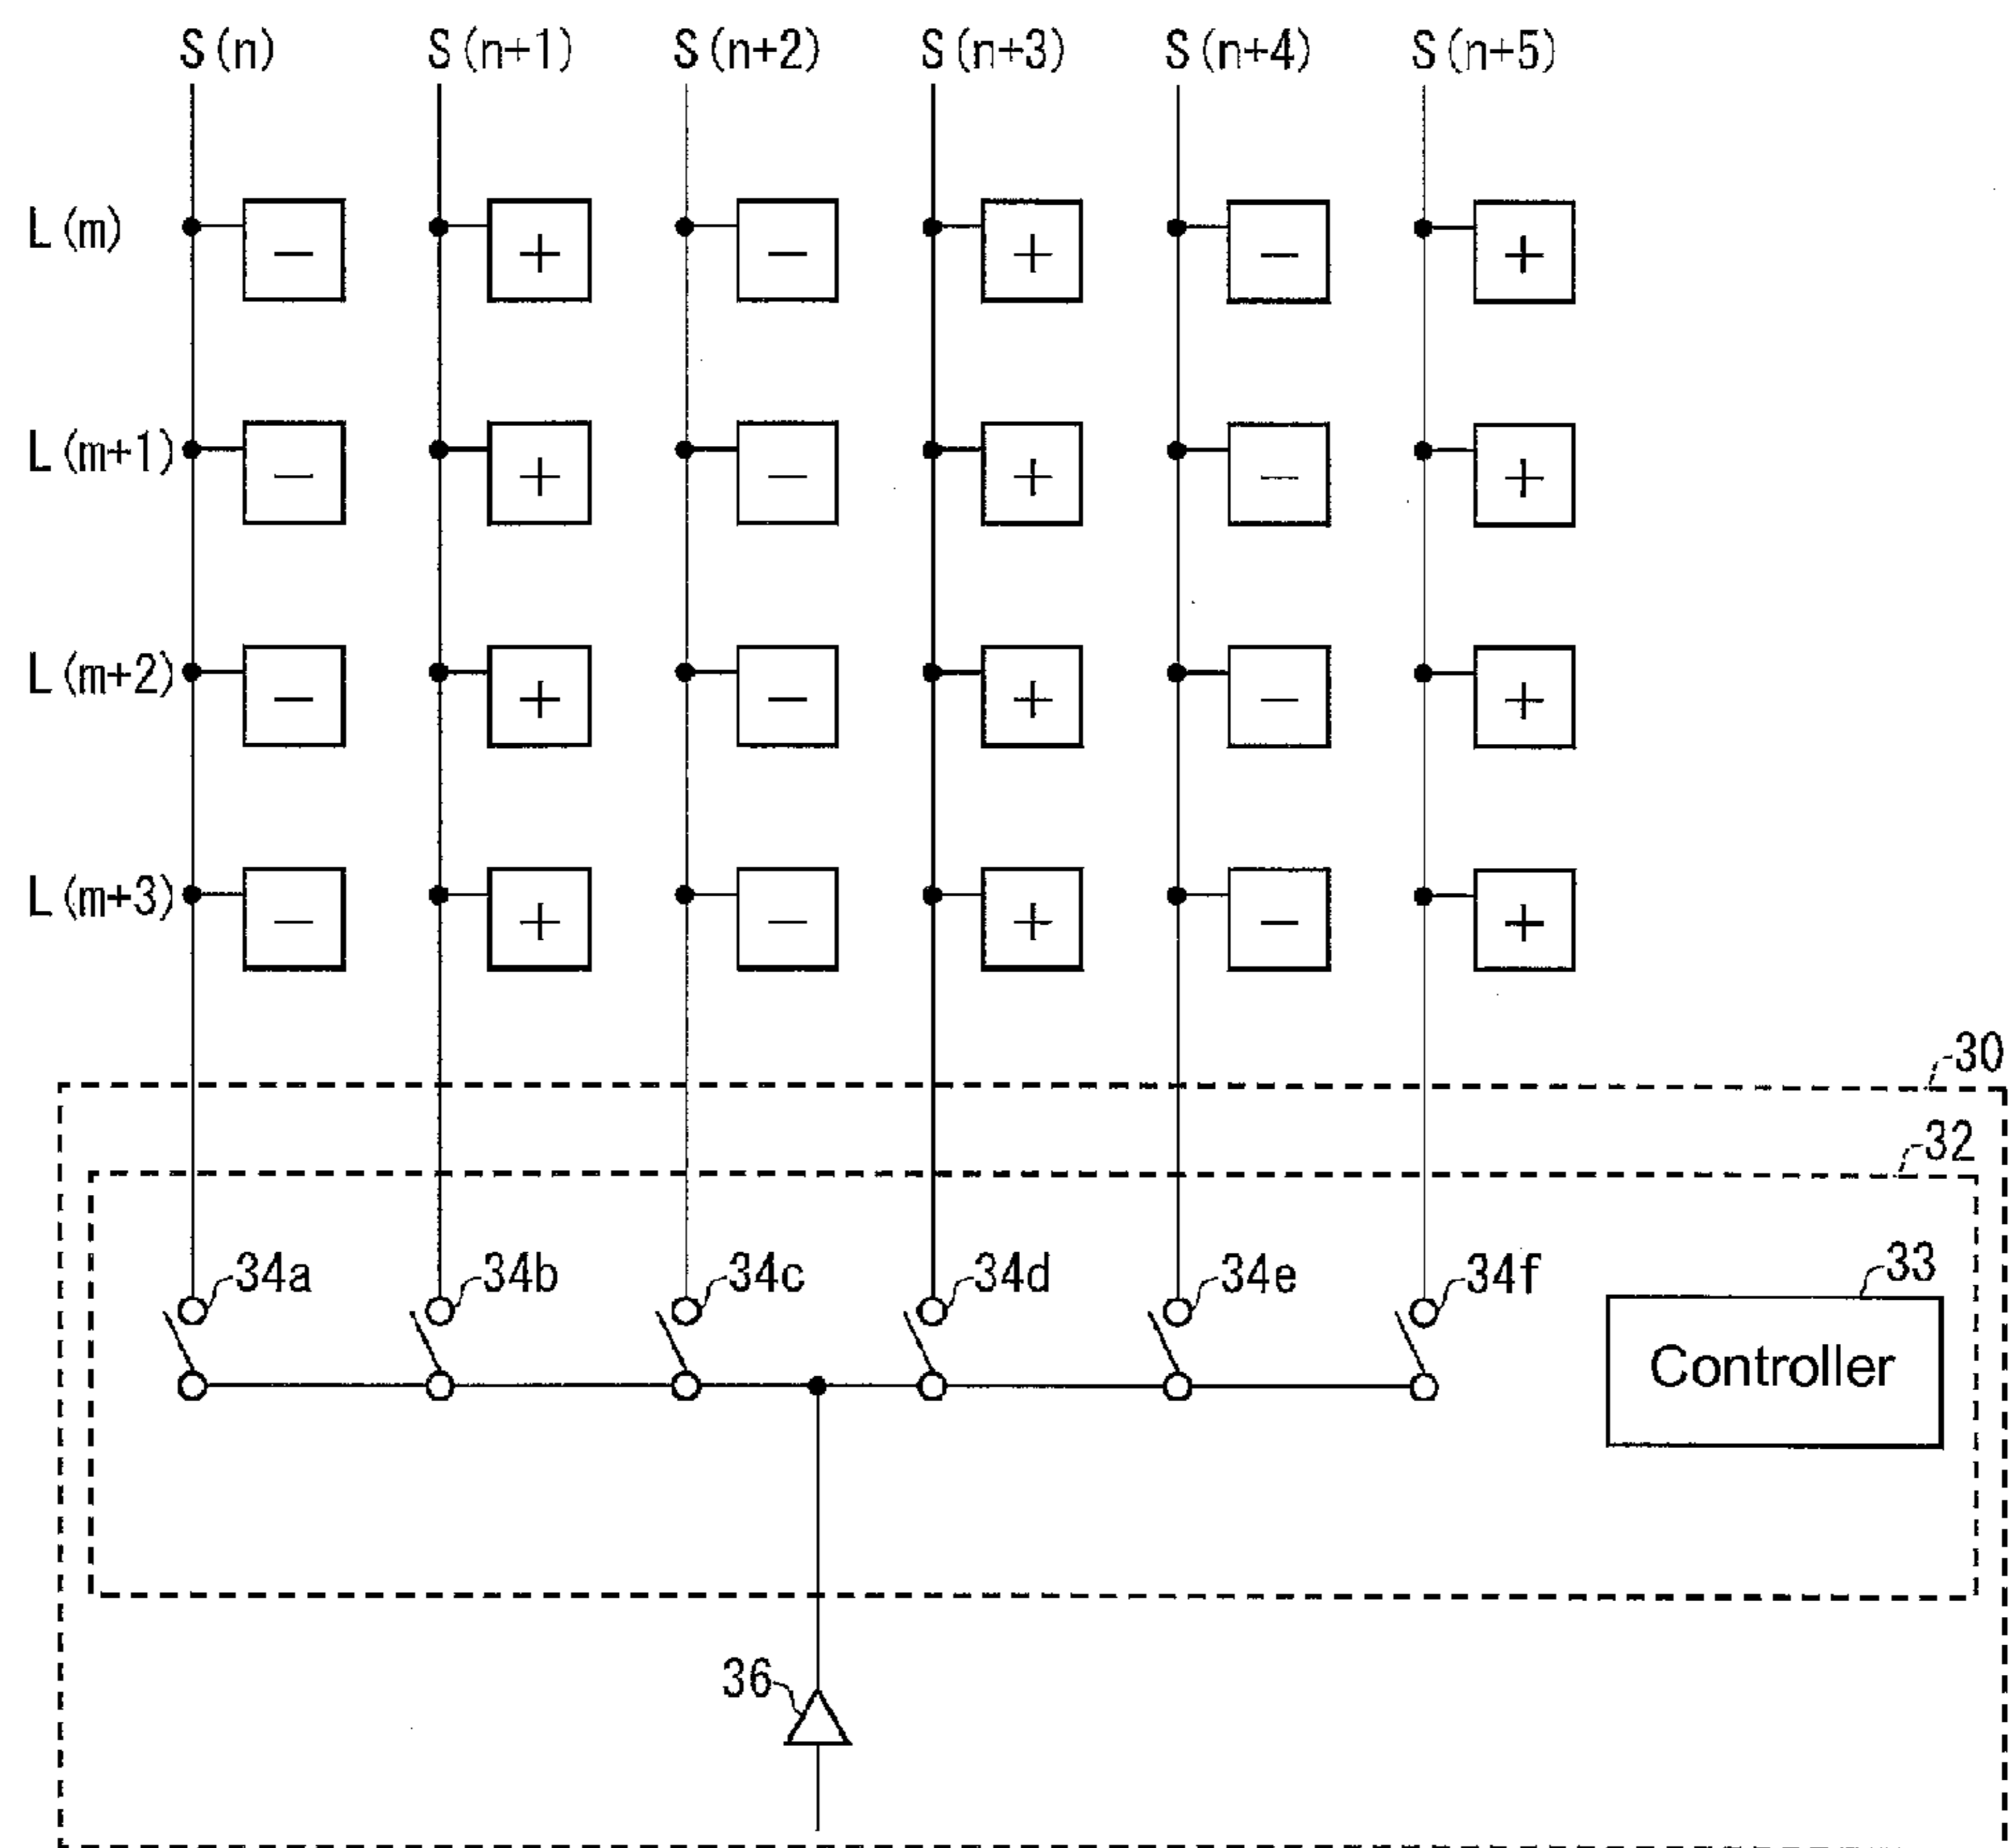 S(n) S(n+1) S(n+2) S(n+3) S(n+4) S(n+5)
L(m) − + − + − +
L(m+1) − + − + − +
L(m+2) − + − + − +
L(m+3) − + − + − +
30
32
34a 34b 34c 34d 34e 34f 33
Controller
36